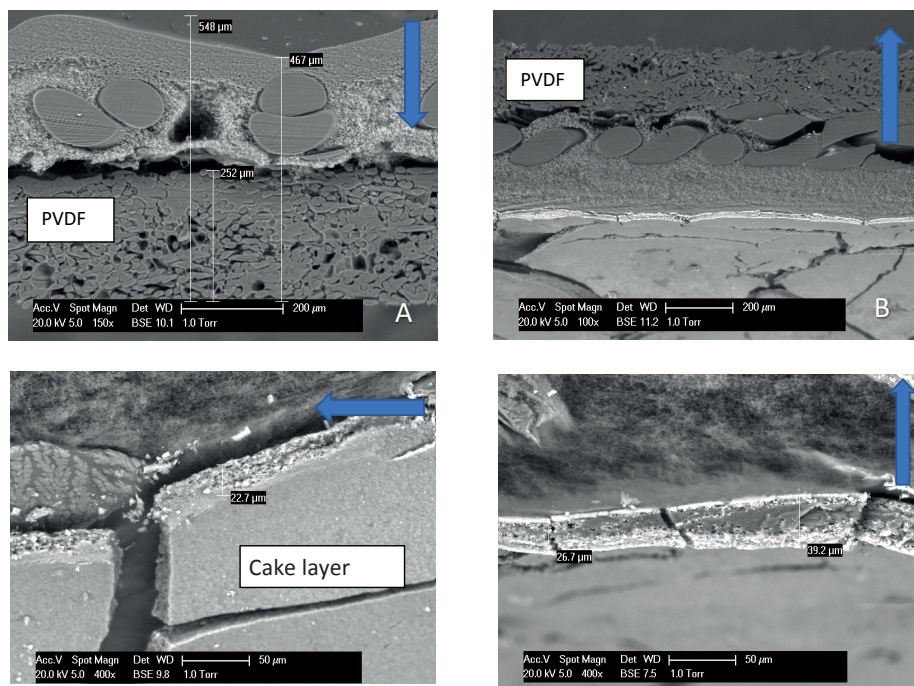 548 µm
467 µm
252 µm
PVDF
Acc.V Spot Magn Det WD 200 µm
20.0 kV 5.0 150x BSE 10.1 1.0 Torr
A
PVDF
Acc.V Spot Magn Det WD 200 µm
20.0 kV 5.0 100x BSE 11.2 1.0 Torr
B
22.7 µm
Cake layer
Acc.V Spot Magn Det WD 50 µm
20.0 kV 5.0 400x BSE 9.8 1.0 Torr
26.7 µm
39.2 µm
Acc.V Spot Magn Det WD 50 µm
20.0 kV 5.0 400x BSE 7.5 1.0 Torr